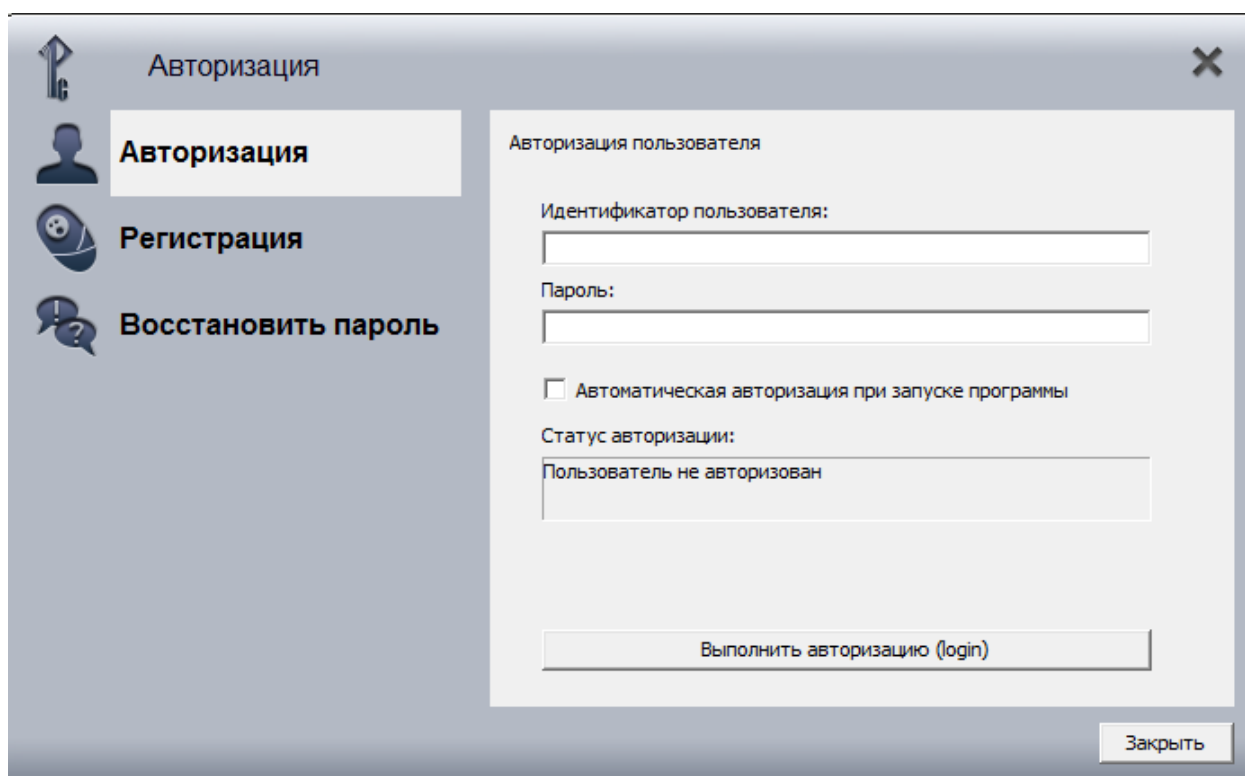 Авторизация
Авторизация
Регистрация
Восстановить пароль
Авторизация пользователя
Идентификатор пользователя:
Пароль:
Автоматическая авторизация при запуске программы
Статус авторизации:
Пользователь не авторизован
Выполнить авторизацию (login)
Закрыть